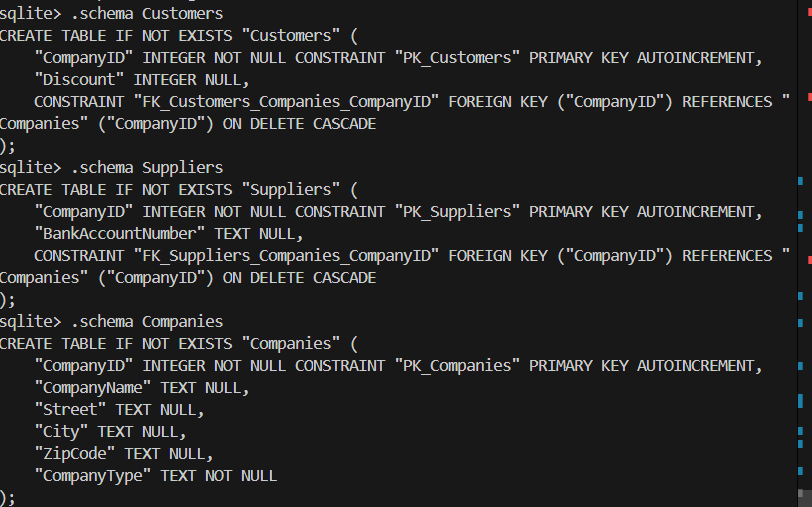 sqlite> .schema Customers
CREATE TABLE IF NOT EXISTS "Customers" (
    "CompanyID" INTEGER NOT NULL CONSTRAINT "PK_Customers" PRIMARY KEY AUTOINCREMENT,
    "Discount" INTEGER NULL,
    CONSTRAINT "FK_Customers_Companies_CompanyID" FOREIGN KEY ("CompanyID") REFERENCES "
Companies" ("CompanyID") ON DELETE CASCADE
);
sqlite> .schema Suppliers
CREATE TABLE IF NOT EXISTS "Suppliers" (
    "CompanyID" INTEGER NOT NULL CONSTRAINT "PK_Suppliers" PRIMARY KEY AUTOINCREMENT,
    "BankAccountNumber" TEXT NULL,
    CONSTRAINT "FK_Suppliers_Companies_CompanyID" FOREIGN KEY ("CompanyID") REFERENCES "
Companies" ("CompanyID") ON DELETE CASCADE
);
sqlite> .schema Companies
CREATE TABLE IF NOT EXISTS "Companies" (
    "CompanyID" INTEGER NOT NULL CONSTRAINT "PK_Companies" PRIMARY KEY AUTOINCREMENT,
    "CompanyName" TEXT NULL,
    "Street" TEXT NULL,
    "City" TEXT NULL,
    "ZipCode" TEXT NULL,
    "CompanyType" TEXT NOT NULL
);